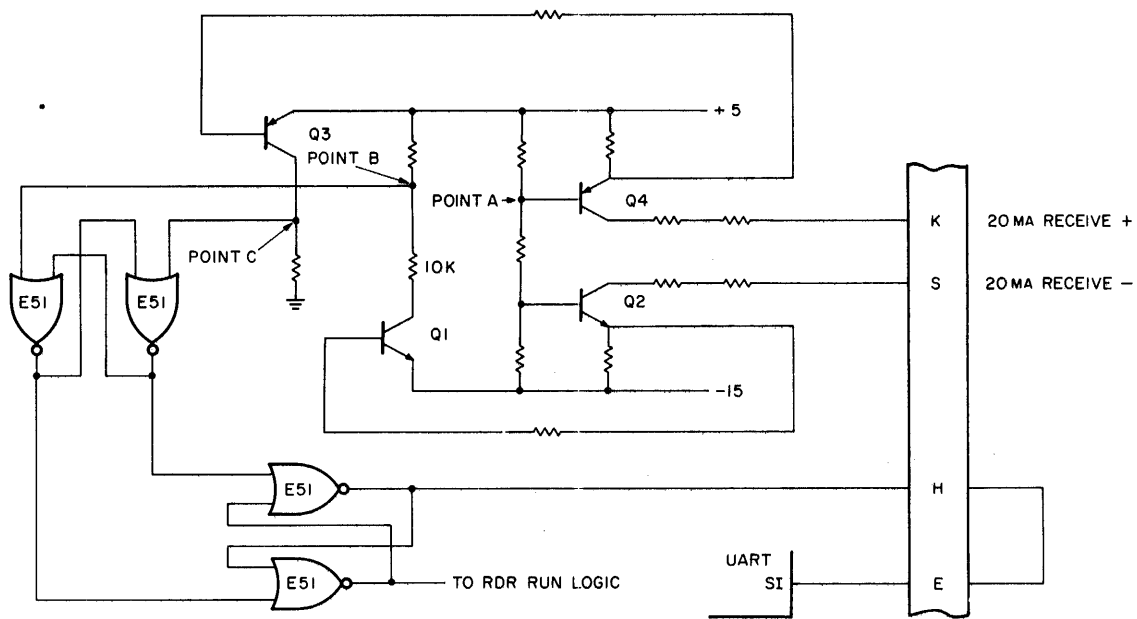 +5
Q3
POINT B
POINT A
Q4
K
20 MA RECEIVE +
POINT C
10K
S
20 MA RECEIVE −
E51
E51
Q2
Q1
-15
E51
H
UART
E51
TO RDR RUN LOGIC
SI
E